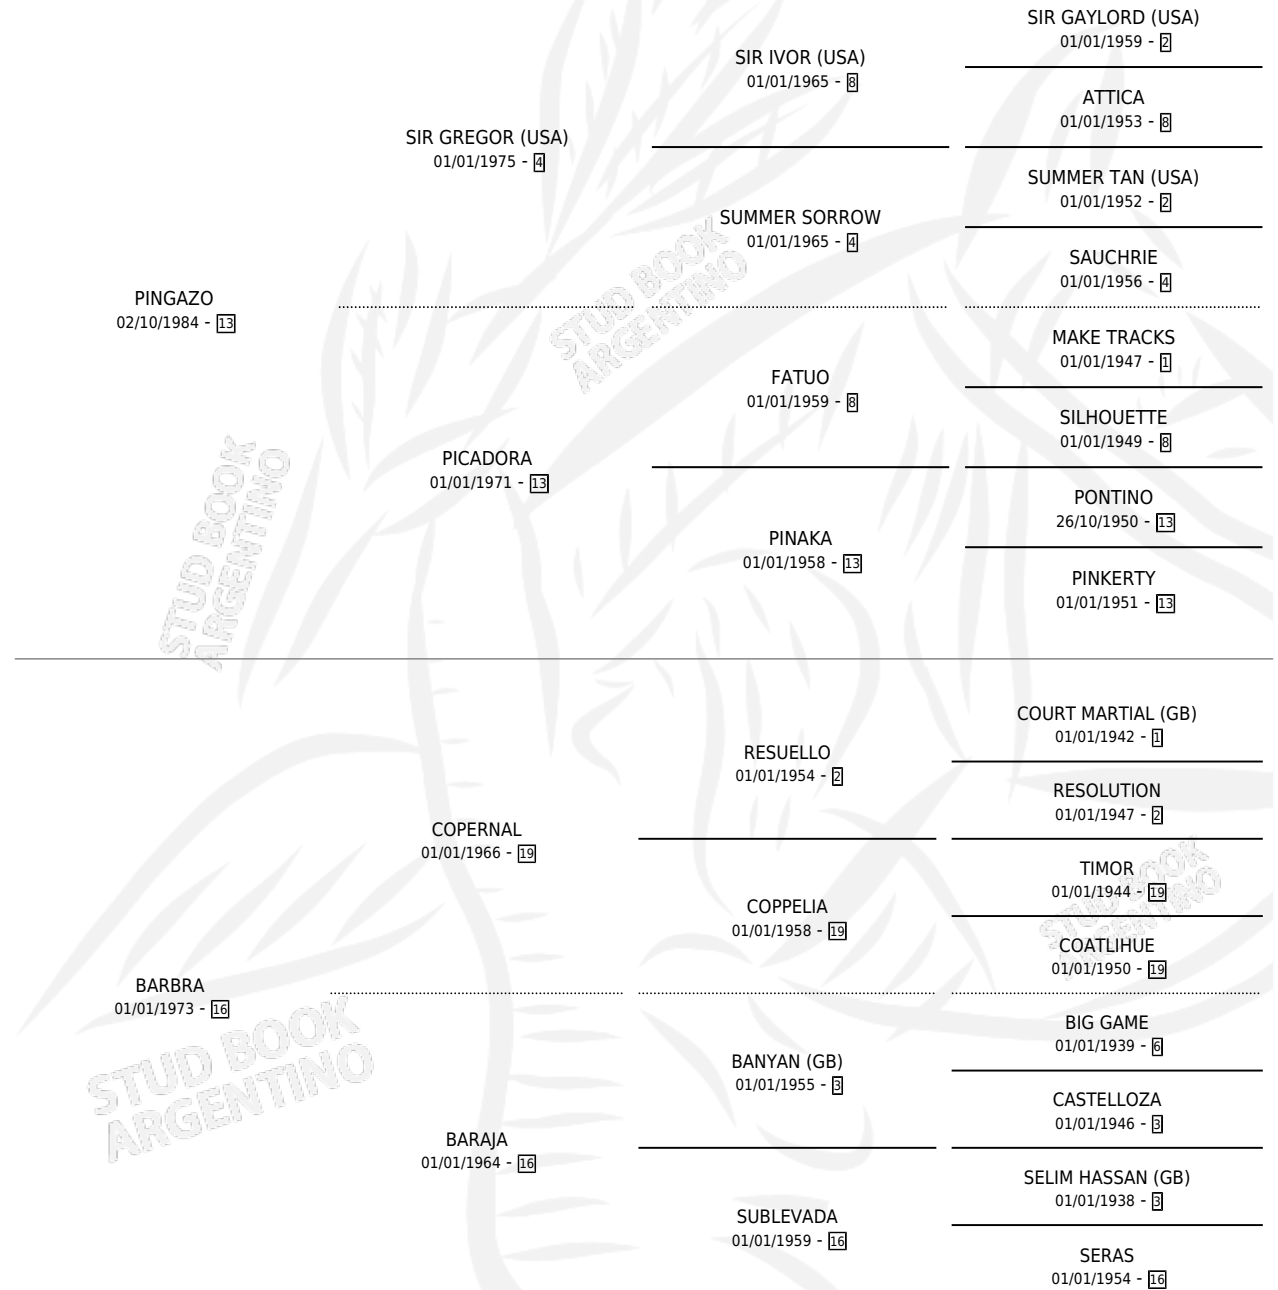 SIR GAYLORD (USA)
01/01/1959 - 2
SIR IVOR (USA)
01/01/1965 - 8
ATTICA
01/01/1953 - 8
SIR GREGOR (USA)
01/01/1975 - 4
SUMMER TAN (USA)
01/01/1952 - 2
SUMMER SORROW
01/01/1965 - 4
SAUCHRIE
01/01/1956 - 4
PINGAZO
02/10/1984 - 13
STUD BOOK
ARGENTINO
MAKE TRACKS
01/01/1947 - 1
FATUO
01/01/1959 - 8
SILHOUETTE
01/01/1949 - 8
PICADORA
01/01/1971 - 13
PONTINO
26/10/1950 - 13
PINAKA
01/01/1958 - 13
PINKERTY
01/01/1951 - 13
STUD BOOK
ARGENTINO
COURT MARTIAL (GB)
01/01/1942 - 1
RESUELLO
01/01/1954 - 2
RESOLUTION
01/01/1947 - 2
COPERNAL
01/01/1966 - 19
TIMOR
01/01/1944 - 19
COPPELIA
01/01/1958 - 19
COATLIHUE
01/01/1950 - 19
STUD BOOK
ARGENTINO
BARBRA
01/01/1973 - 16
STUD BOOK
ARGENTINO
BIG GAME
01/01/1939 - 6
BANYAN (GB)
01/01/1955 - 3
CASTELLOZA
01/01/1946 - 3
BARAJA
01/01/1964 - 16
SELIM HASSAN (GB)
01/01/1938 - 3
SUBLEVADA
01/01/1959 - 16
SERAS
01/01/1954 - 16